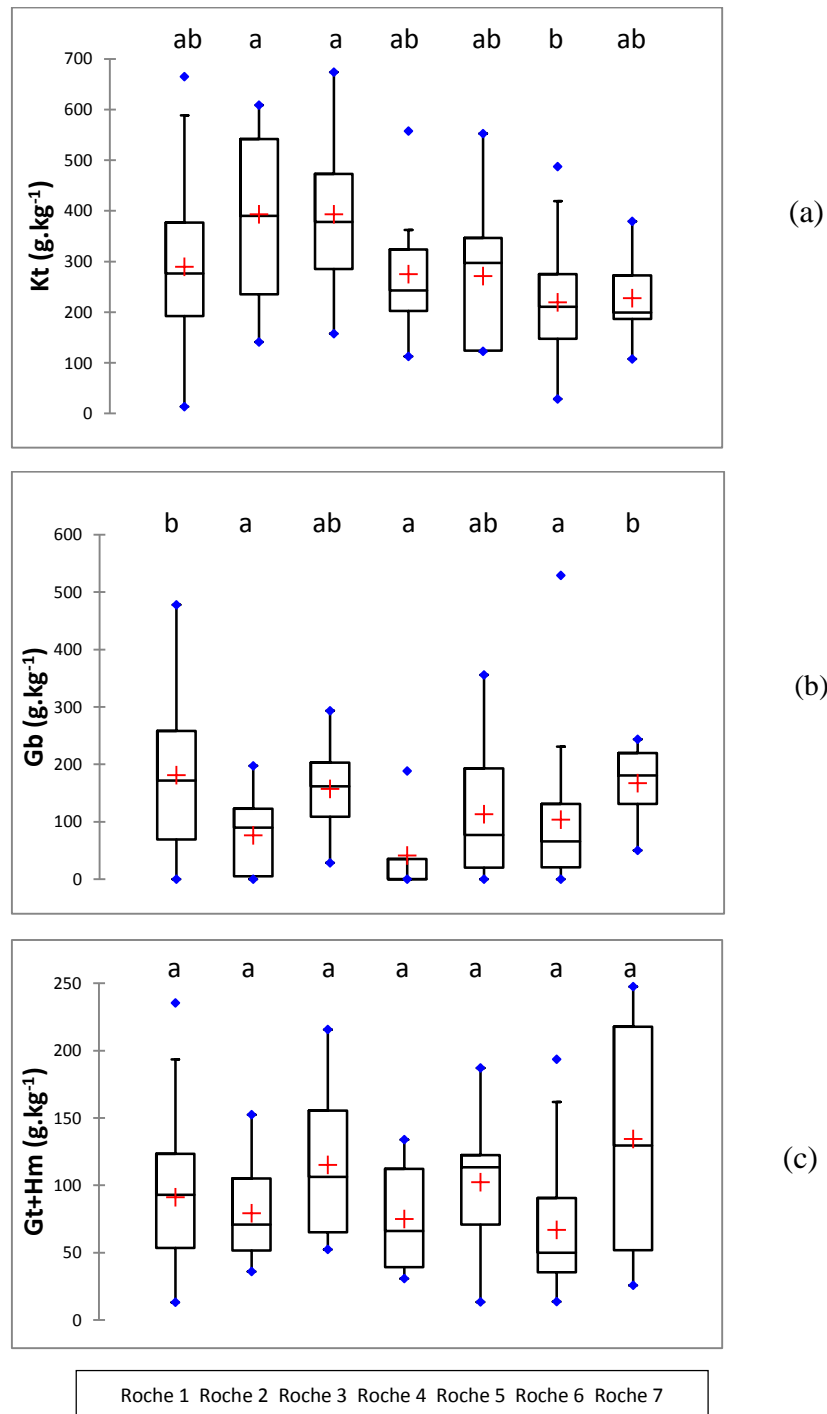 ab a a ab ab b ab
700
600
500
400
300
200
100
0
Kt (g.kg⁻¹)
(a)
b a ab a ab a b
600
500
400
300
200
100
0
Gb (g.kg⁻¹)
(b)
a a a a a a a
250
200
150
100
50
0
Gt+Hm (g.kg⁻¹)
(c)
Roche 1 Roche 2 Roche 3 Roche 4 Roche 5 Roche 6 Roche 7